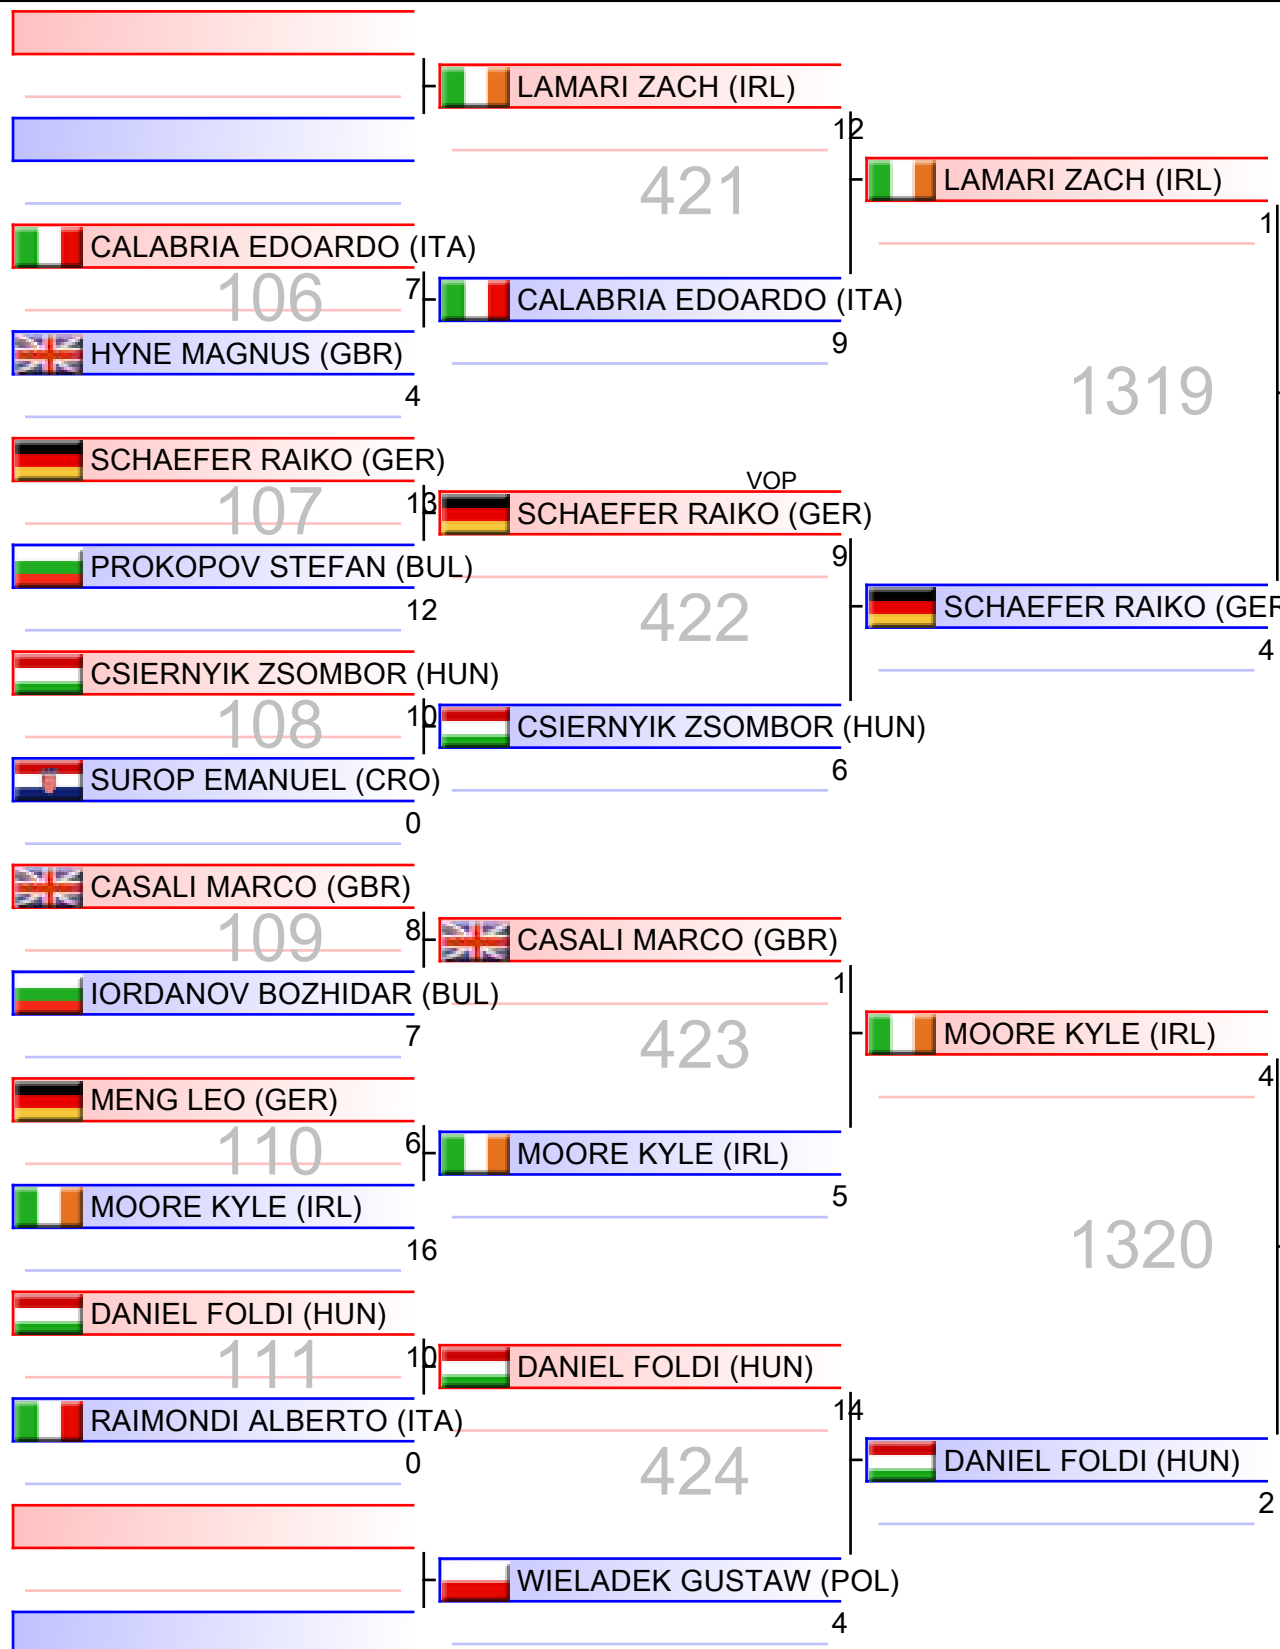 LAMARI ZACH (IRL)
12
421
LAMARI ZACH (IRL)
1
CALABRIA EDOARDO (ITA)
106
7
CALABRIA EDOARDO (ITA)
9
HYNE MAGNUS (GBR)
4
1319
SCHAEFER RAIKO (GER)
107
13
VOP
SCHAEFER RAIKO (GER)
9
PROKOPOV STEFAN (BUL)
12
422
SCHAEFER RAIKO (GER
4
CSIERNYIK ZSOMBOR (HUN)
108
10
CSIERNYIK ZSOMBOR (HUN)
6
SUROP EMANUEL (CRO)
0
CASALI MARCO (GBR)
109
8
CASALI MARCO (GBR)
1
IORDANOV BOZHIDAR (BUL)
7
423
MOORE KYLE (IRL)
4
MENG LEO (GER)
110
6
MOORE KYLE (IRL)
5
MOORE KYLE (IRL)
16
1320
DANIEL FOLDI (HUN)
111
10
DANIEL FOLDI (HUN)
14
RAIMONDI ALBERTO (ITA)
0
424
DANIEL FOLDI (HUN)
2
WIELADEK GUSTAW (POL)
4